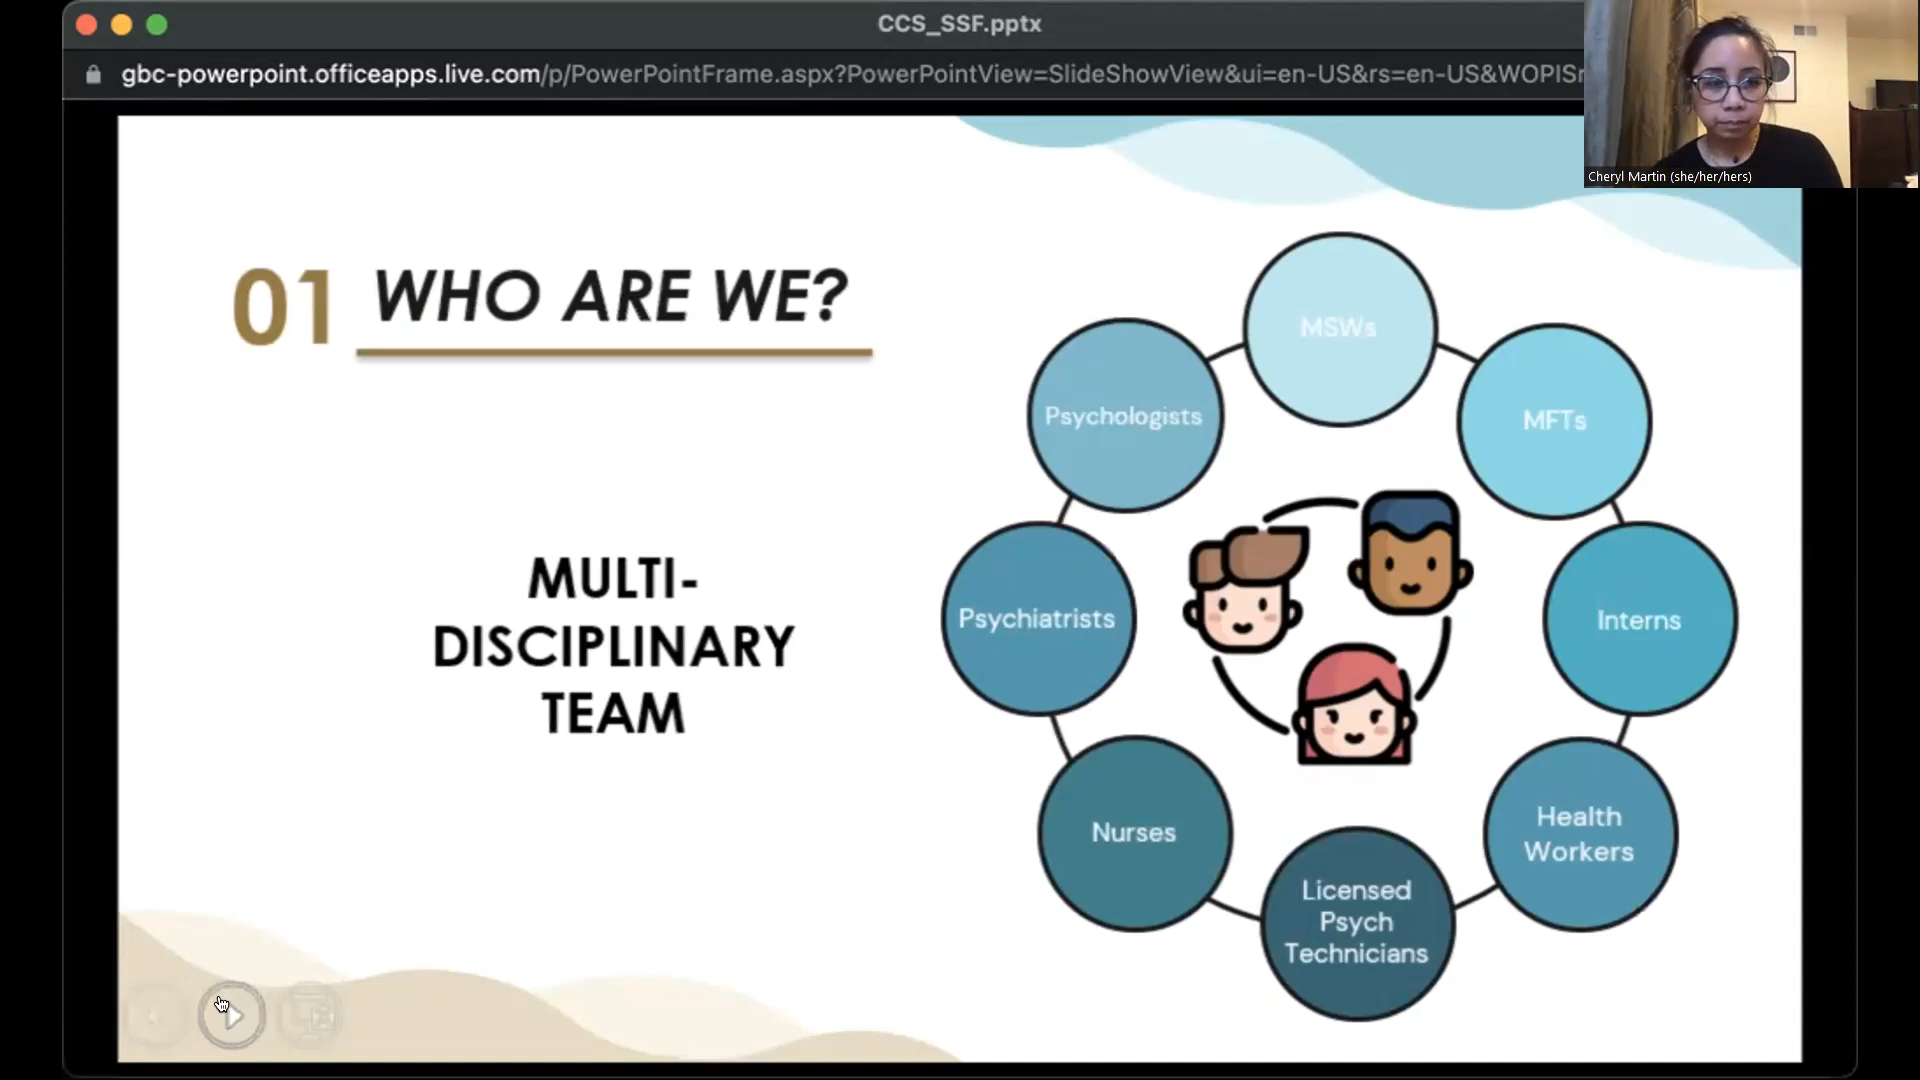 CCS_SSF.pptx
gbc-powerpoint.officeapps.live.com/p/PowerPointFrame.aspx?PowerPointView=SlideShowView&ui=en-US&rs=en-US&WOPISr
Cheryl Martin (she/her/hers)
01 WHO ARE WE?
MULTI-
DISCIPLINARY
TEAM
MSWs
MFTs
Interns
Health
Workers
Licensed
Psych
Technicians
Nurses
Psychiatrists
Psychologists